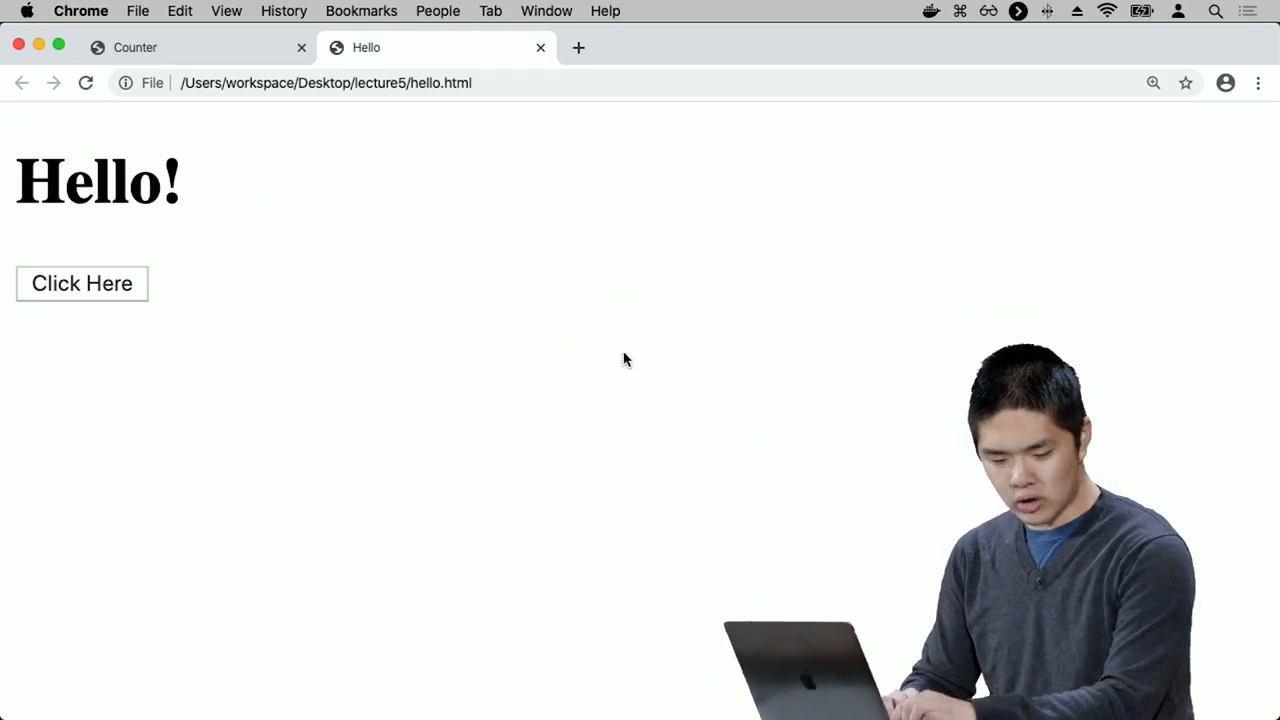 Chrome File Edit View History Bookmarks People Tab Window Help
Counter Hello
File /Users/workspace/Desktop/lecture5/hello.html
Hello!
Click Here